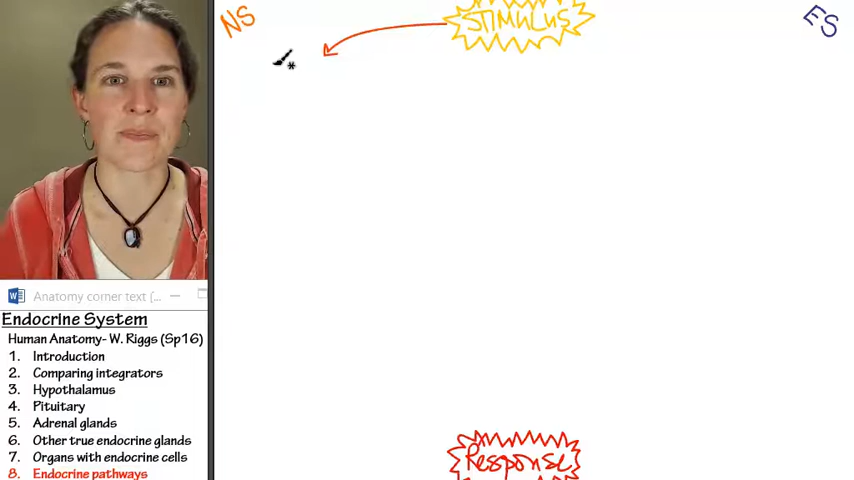 NS
STIMULUS
ES
Anatomy corner text (...
Endocrine System
Human Anatomy- W. Riggs (Sp16)
1. Introduction
2. Comparing integrators
3. Hypothalamus
4. Pituitary
5. Adrenal glands
6. Other true endocrine glands
7. Organs with endocrine cells
8. Endocrine pathways
Response